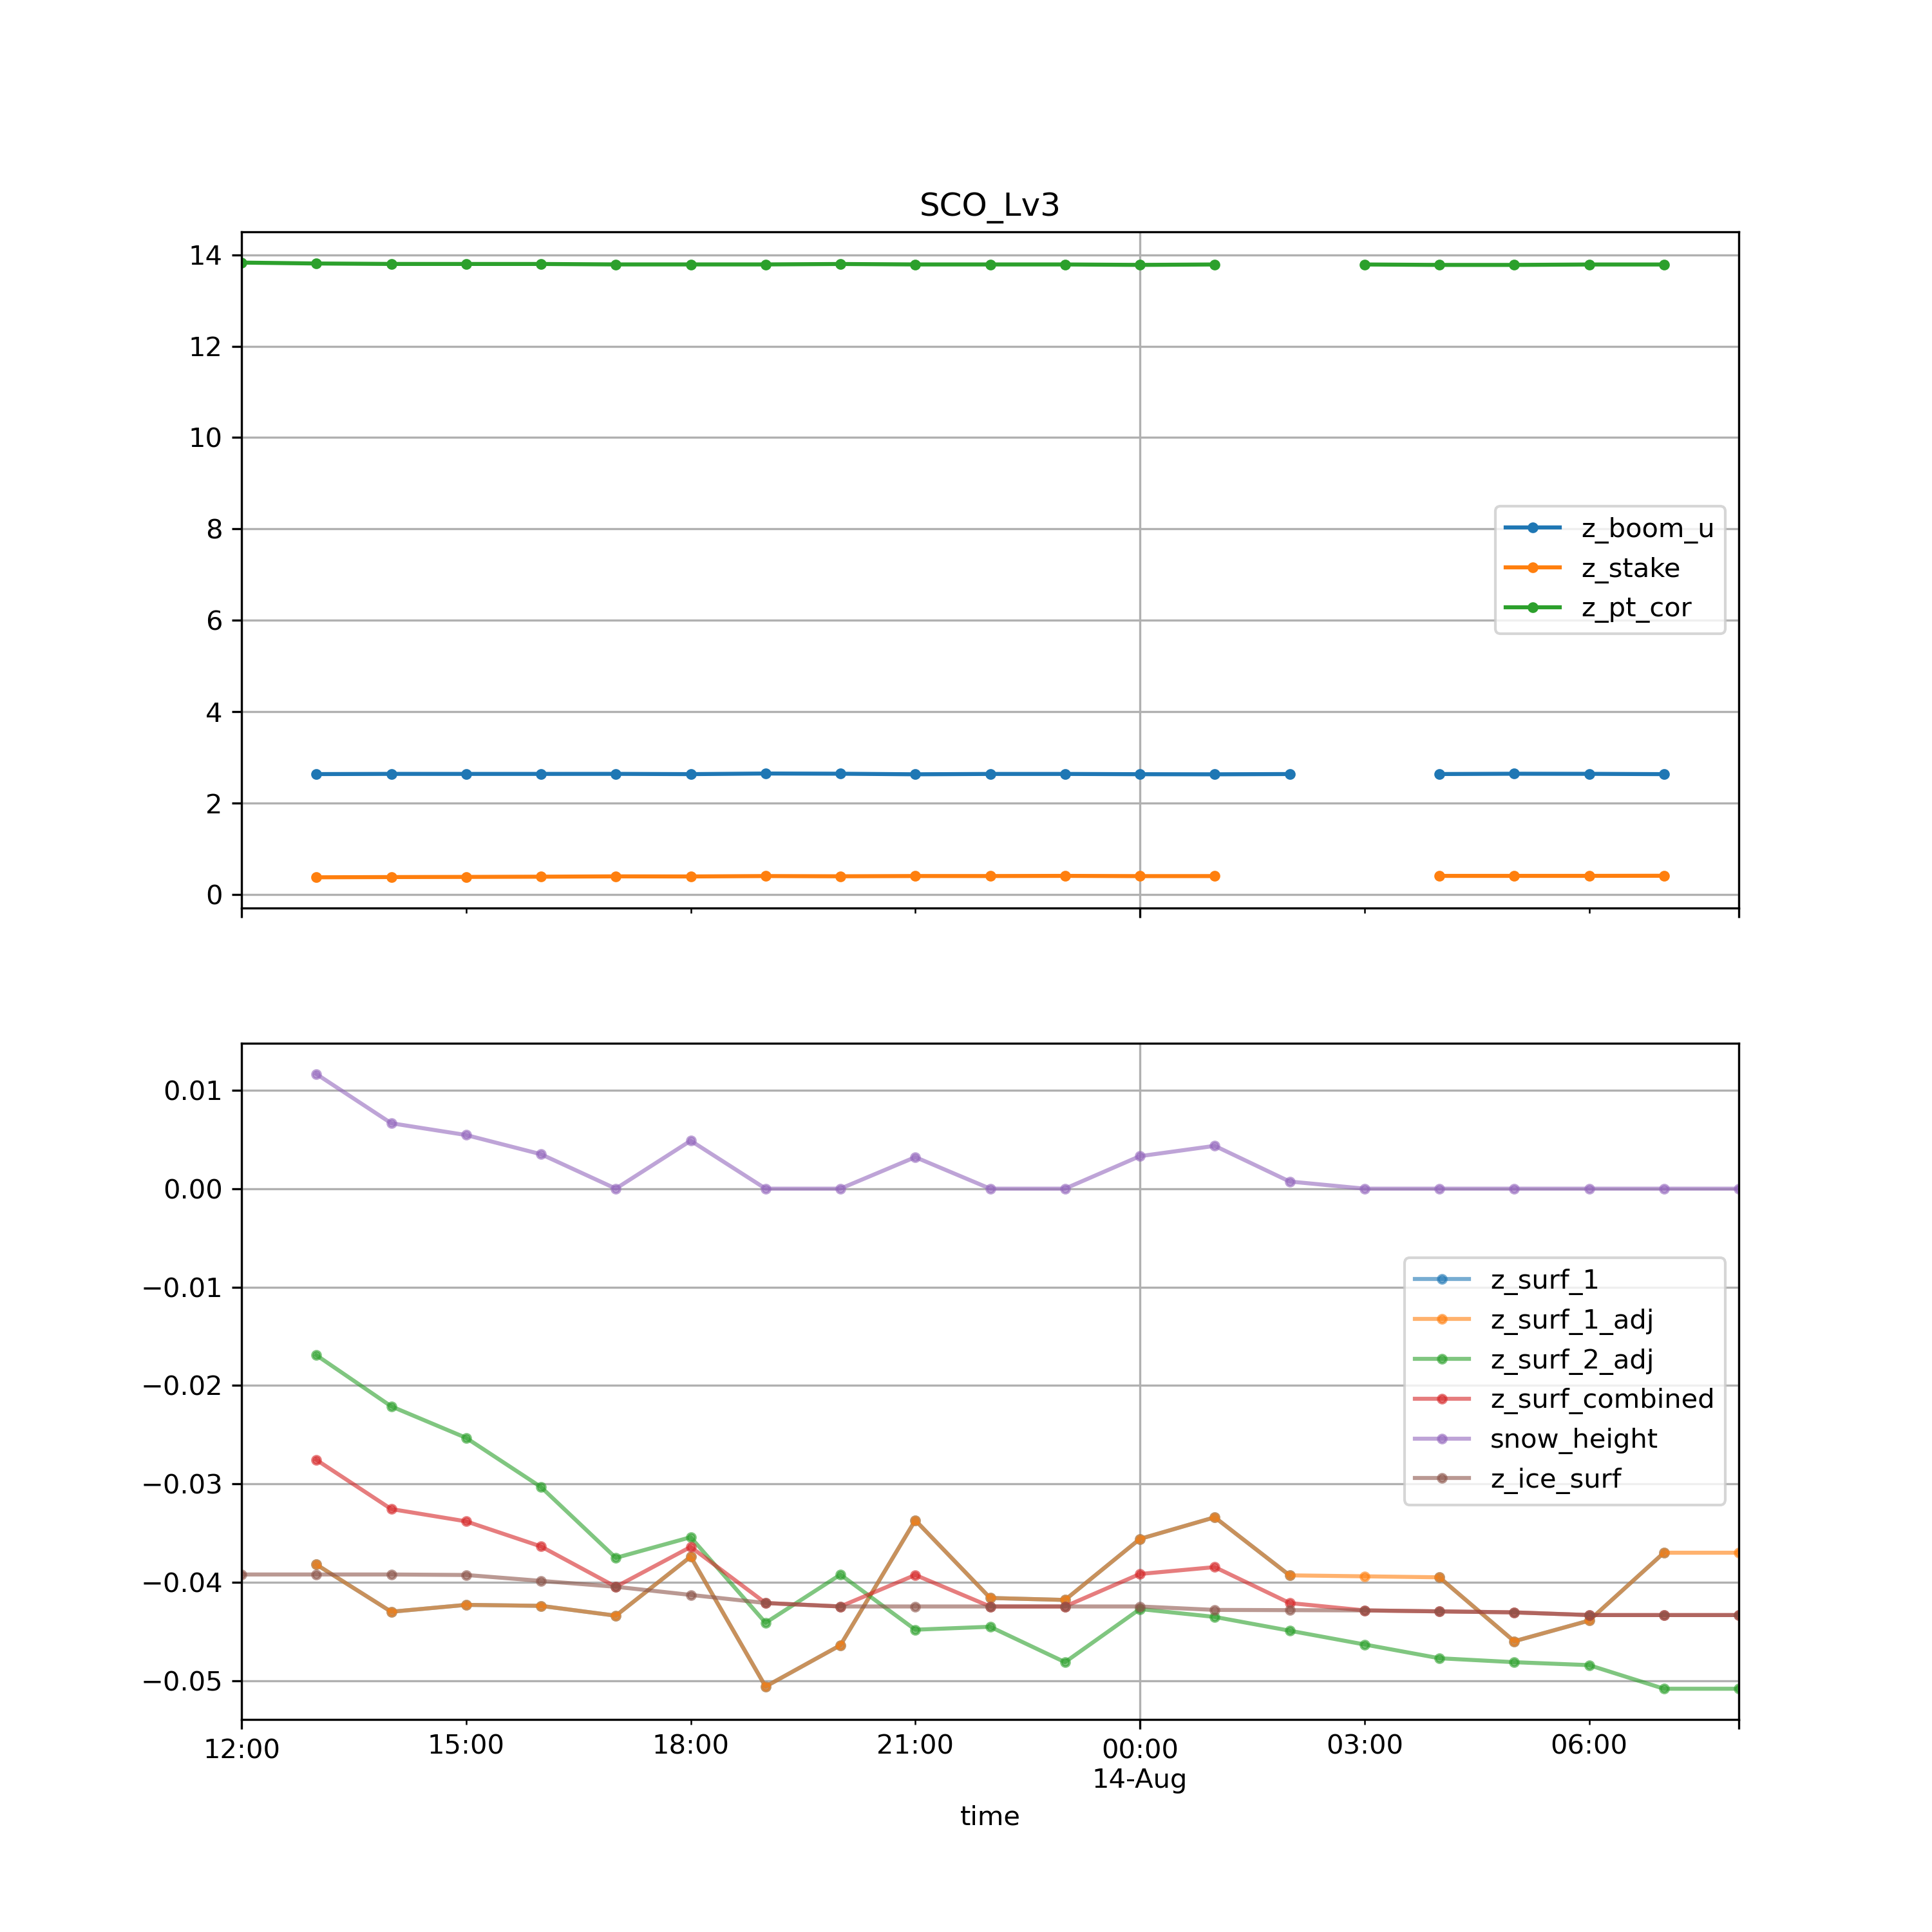 SCO_Lv3
14
12
10
8
6
4
2
0
z_boom_u
z_stake
z_pt_cor
0.01
0.00
−0.01
−0.02
−0.03
−0.04
−0.05
z_surf_1
z_surf_1_adj
z_surf_2_adj
z_surf_combined
snow_height
z_ice_surf
12:00 15:00 18:00 21:00 00:00 03:00 06:00
14-Aug
time